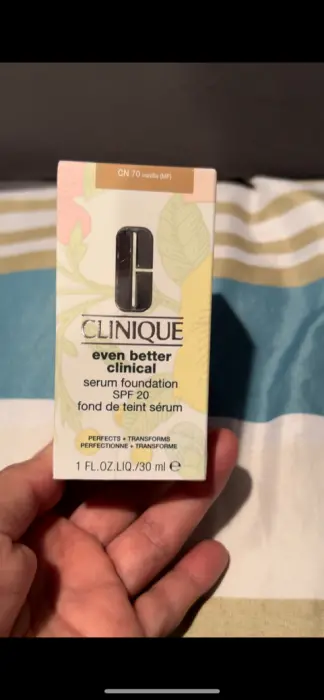 CN 70 vanilla (MF)
CLINIQUE
even better
clinical
serum foundation
SPF 20
fond de teint sérum
PERFECTS + TRANSFORMS
PERFECTIONNE + TRANSFORME
1 FL.OZ.LIQ./30 ml ℮